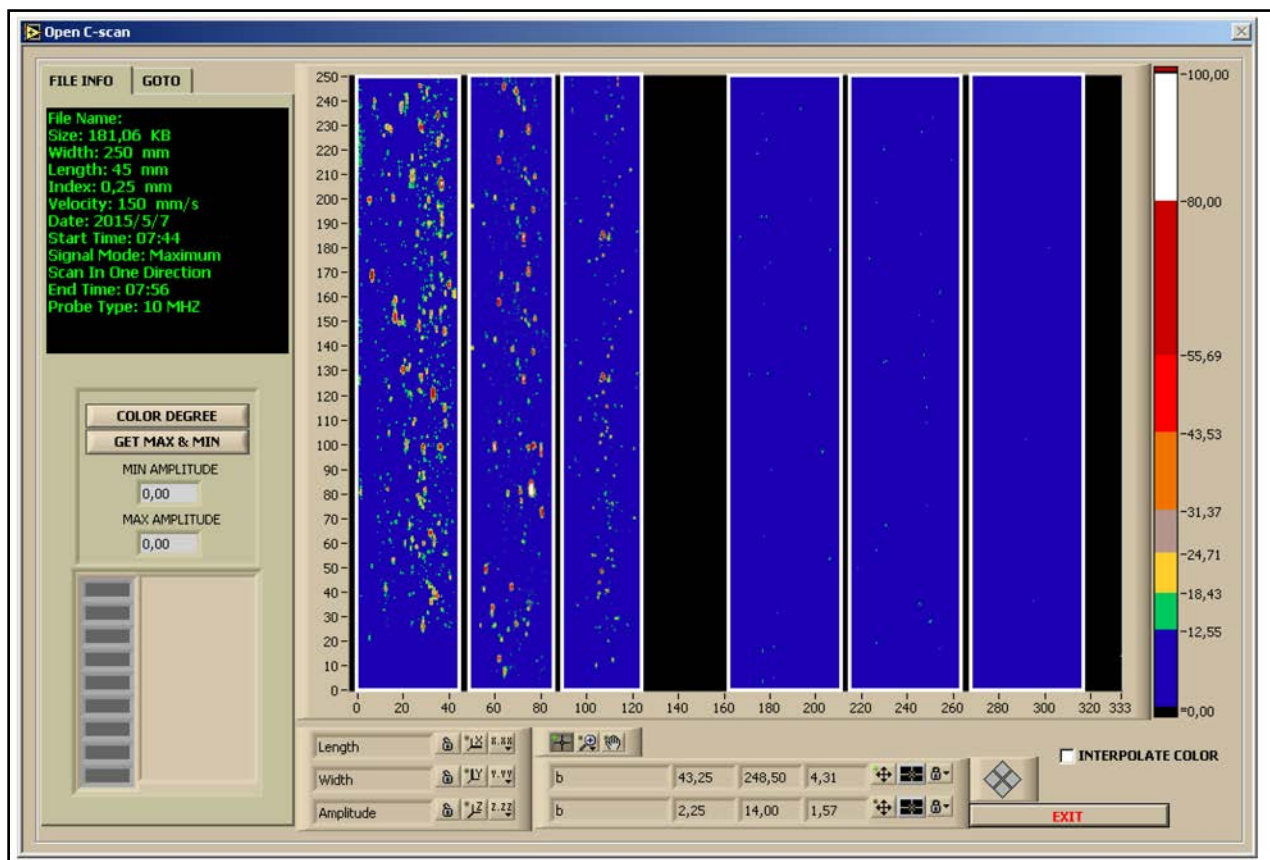 Open C-scan
FILE INFO GOTO
File Name:
Size: 181,06 KB
Width: 250 mm
Length: 45 mm
Index: 0,25 mm
Velocity: 150 mm/s
Date: 2015/5/7
Start Time: 07:44
Signal Mode: Maximum
Scan In One Direction
End Time: 07:56
Probe Type: 10 MHZ
COLOR DEGREE
GET MAX & MIN
MIN AMPLITUDE
0,00
MAX AMPLITUDE
0,00
250
240
230
220
210
200
190
180
170
160
150
140
130
120
110
100
90
80
70
60
50
40
30
20
10
0
0 20 40 60 80 100 120 140 160 180 200 220 240 260 280 300 320 333
100,00
80,00
55,69
43,53
31,37
24,71
18,43
12,55
0,00
Length X X.XX
Width Y Y.YY
Amplitude Z Z.ZZ
b 43,25 248,50 4,31
b 2,25 14,00 1,57
INTERPOLATE COLOR
EXIT